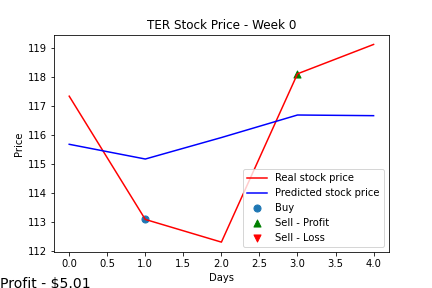 TER Stock Price - Week 0
119
118
117
116
115
114
113
112
Price
Real stock price
Predicted stock price
Buy
Sell - Profit
Sell - Loss
0.0 0.5 1.0 1.5 2.0 2.5 3.0 3.5 4.0
Days
Profit - $5.01